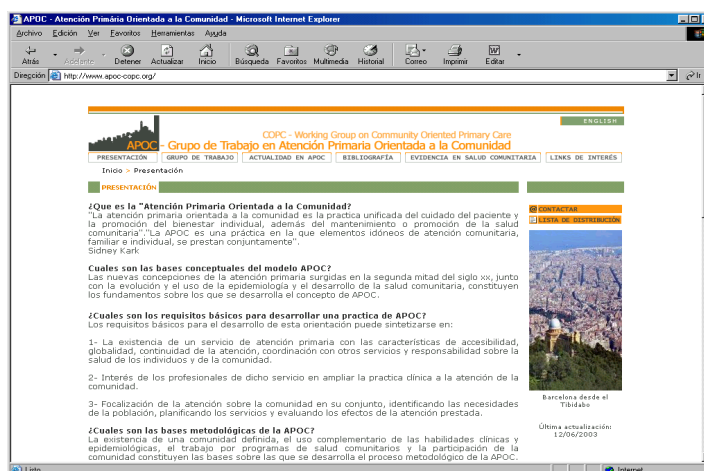 APOC - Atención Primária Orientada a la Comunidad - Microsoft Internet Explorer
Archivo Edición Ver Favoritos Herramientas Ayuda
Atrás Adelante Detener Actualizar Inicio Búsqueda Favoritos Multimedia Historial Correo Imprimir Editar
Dirección http://www.apoc-copc.org/ Ir
ENGLISH
COPC - Working Group on Community Oriented Primary Care
APOC - Grupo de Trabajo en Atención Primaria Orientada a la Comunidad
PRESENTACIÓN GRUPO DE TRABAJO ACTUALIDAD EN APOC BIBLIOGRAFÍA EVIDENCIA EN SALUD COMUNITARIA LINKS DE INTERÉS
Inicio > Presentación
PRESENTACIÓN
¿Que es la "Atención Primaria Orientada a la Comunidad?
"La atención primaria orientada a la comunidad es la practica unificada del cuidado del paciente y
la promoción del bienestar individual, además del mantenimiento o promoción de la salud
comunitaria"."La APOC es una práctica en la que elementos idóneos de atención comunitaria,
familiar e individual, se prestan conjuntamente".
Sidney Kark
Cuales son las bases conceptuales del modelo APOC?
Las nuevas concepciones de la atención primaria surgidas en la segunda mitad del siglo xx, junto
con la evolución y el uso de la epidemiología y el desarrollo de la salud comunitaria, constituyen
los fundamentos sobre los que se desarrolla el concepto de APOC.
¿Cuales son los requisitos básicos para desarrollar una practica de APOC?
Los requisitos básicos para el desarrollo de esta orientación puede sintetizarse en:
1- La existencia de un servicio de atención primaria con las características de accesibilidad,
globalidad, continuidad de la atención, coordinación con otros servicios y responsabilidad sobre la
salud de los individuos y de la comunidad.
2- Interés de los profesionales de dicho servicio en ampliar la practica clínica a la atención de la
comunidad.
3- Focalización de la atención sobre la comunidad en su conjunto, identificando las necesidades
de la población, planificando los servicios y evaluando los efectos de la atención prestada.
¿Cuales son las bases metodológicas de la APOC?
La existencia de una comunidad definida, el uso complementario de las habilidades clínicas y
epidemiológicas, el trabajo por programas de salud comunitarios y la participación de la
comunidad constituyen las bases sobre las que se desarrolla el proceso metodológico de la APOC.
CONTACTAR
LISTA DE DISTRIBUCIÓN
Barcelona desde el
Tibidabo
Última actualización:
12/06/2003
Listo Internet